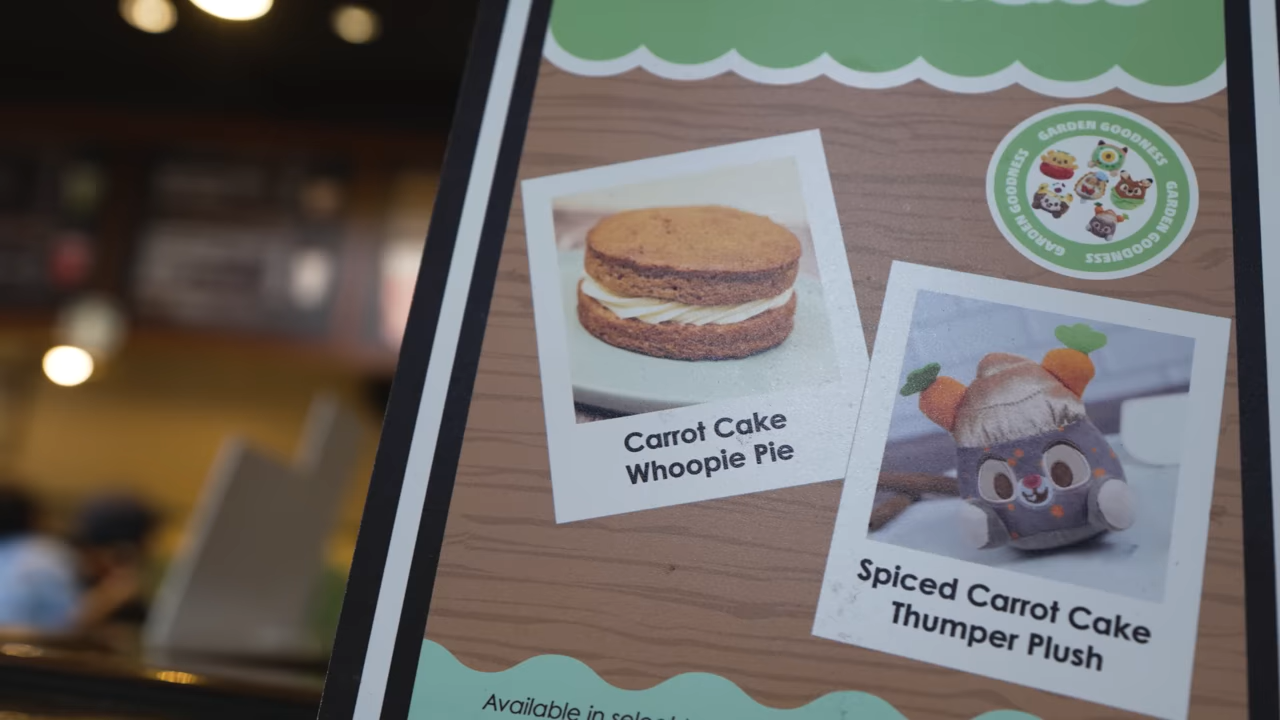 GARDEN GOODNESS
GARDEN GOODNESS
GARDEN GOODNESS
Carrot Cake
Whoopie Pie
Spiced Carrot Cake
Thumper Plush
Available in